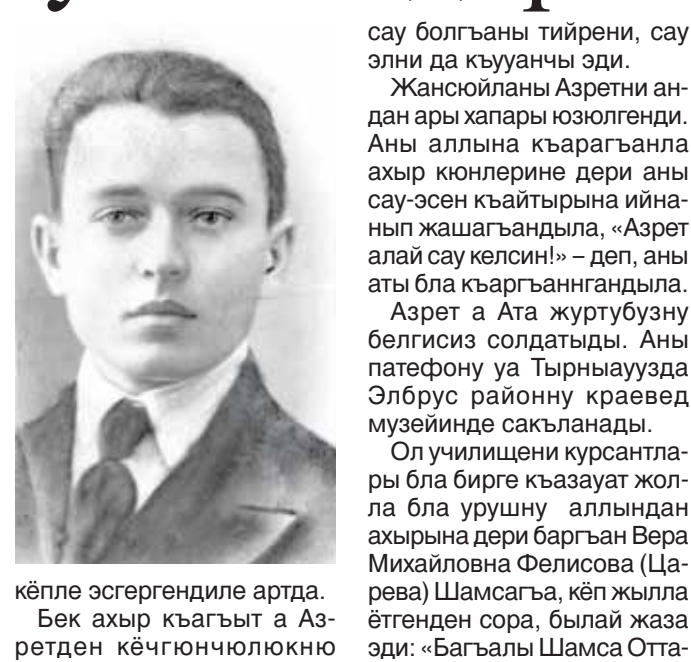 кёпле эсгергендиле артда.
Бек ахыр къагъыт а Аз-
ретден кёчгюнчюлюкню
сау болгъаны тийрени, сау
элни да къууанчы эди.
Жансюйланы Азретни ан-
дан ары хапары юзюлгенди.
Аны аллына къарагъанла
ахыр кюнлерине дери аны
сау-эсен къайтырына ийна-
нып жашагъандыла, «Азрет
алай сау келсин!» – деп, аны
аты бла къаргъаннгандыла.
Азрет а Ата журтубузну
белгисиз солдатыды. Аны
патефону уа Тырныаууздa
Элбрус районну краевед
музейинде сакъланады.
Ол училищени курсантла-
ры бла бирге къазауат жол-
ла бла урушну аллындан
ахырына дери баргъан Вера
Михайловна Фелисова (Ца-
рева) Шамсагъа, кёп жылла
ётгенден сора, былай жаза
эди: «Багъалы Шамса Отта-